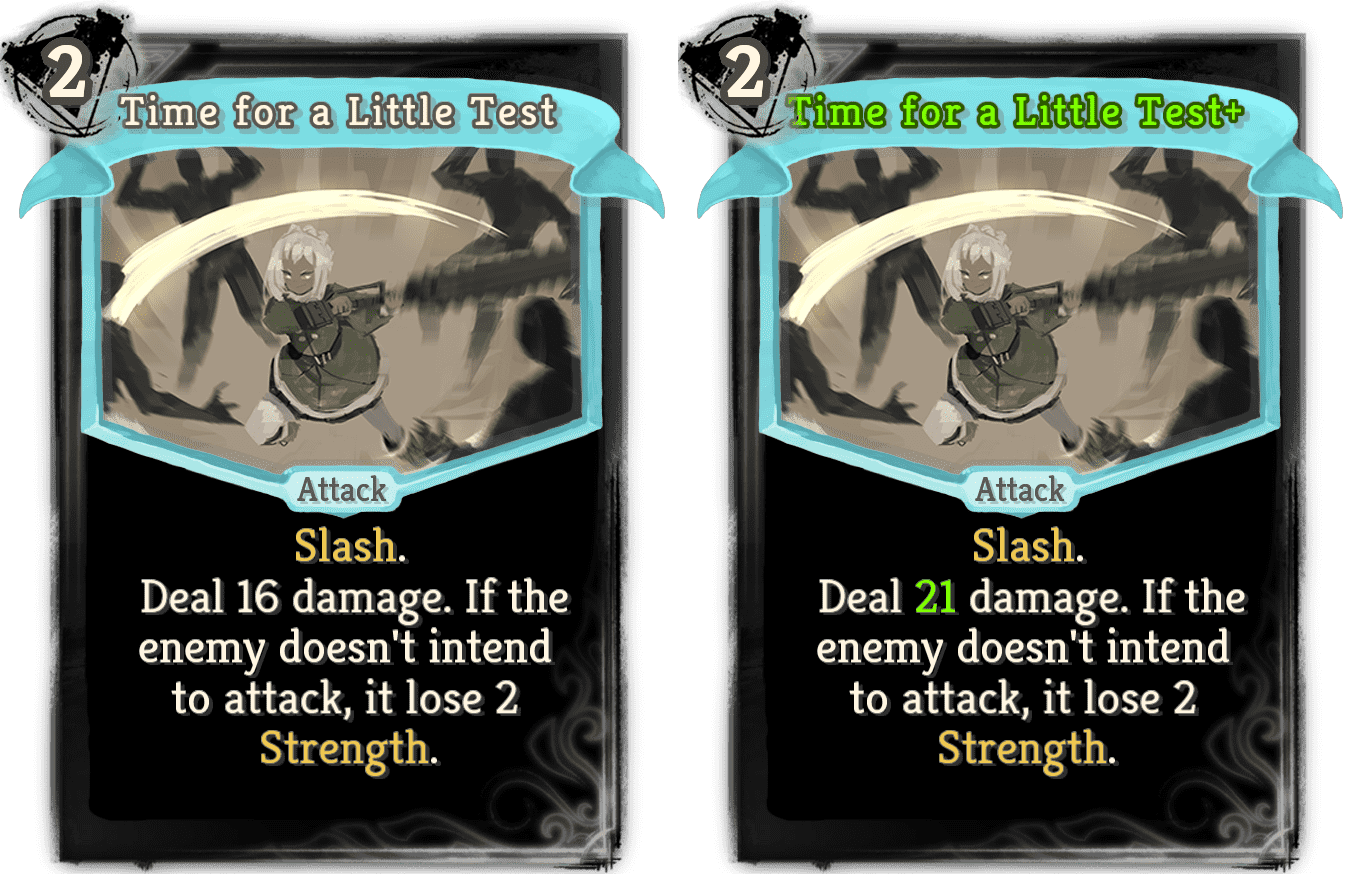 2
Time for a Little Test
Attack
Slash.
Deal 16 damage. If the
enemy doesn't intend
to attack, it lose 2
Strength.
2
Time for a Little Test+
Attack
Slash.
Deal 21 damage. If the
enemy doesn't intend
to attack, it lose 2
Strength.